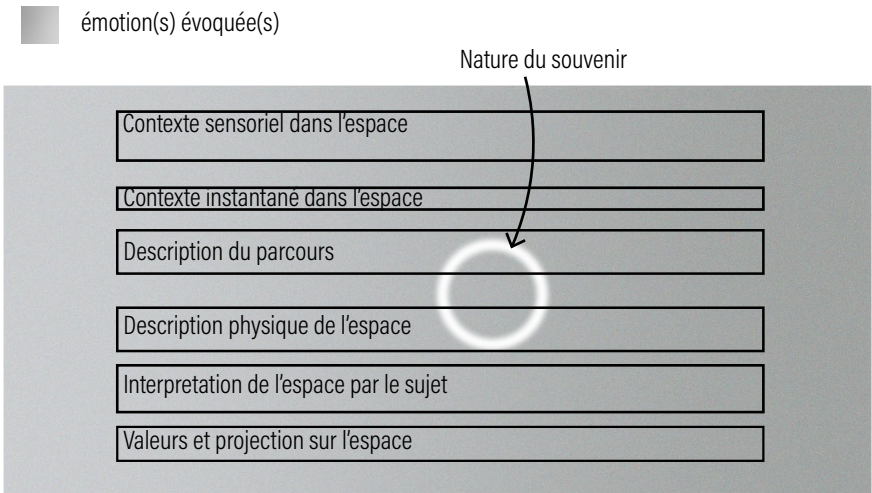 émotion(s) évoquée(s)
Nature du souvenir
Contexte sensoriel dans l'espace
Contexte instantané dans l'espace
Description du parcours
Description physique de l'espace
Interpretation de l'espace par le sujet
Valeurs et projection sur l'espace